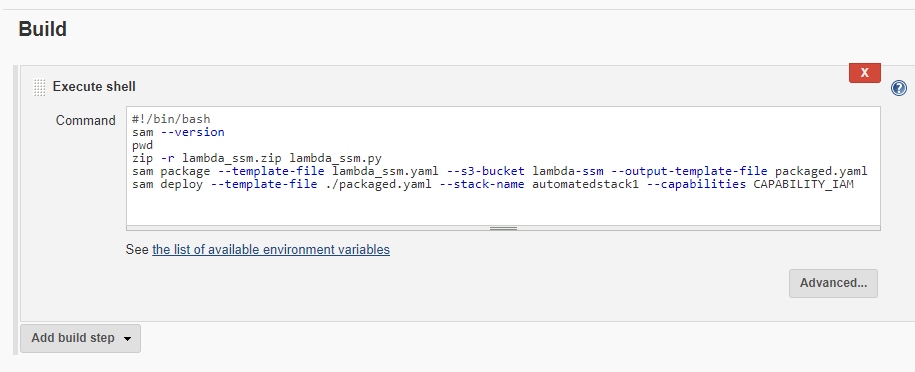 Build
X
Execute shell
Command
#!/bin/bash
sam --version
pwd
zip -r lambda_ssm.zip lambda_ssm.py
sam package --template-file lambda_ssm.yaml --s3-bucket lambda-ssm --output-template-file packaged.yaml
sam deploy --template-file ./packaged.yaml --stack-name automatedstack1 --capabilities CAPABILITY_IAM
See the list of available environment variables
Advanced...
Add build step